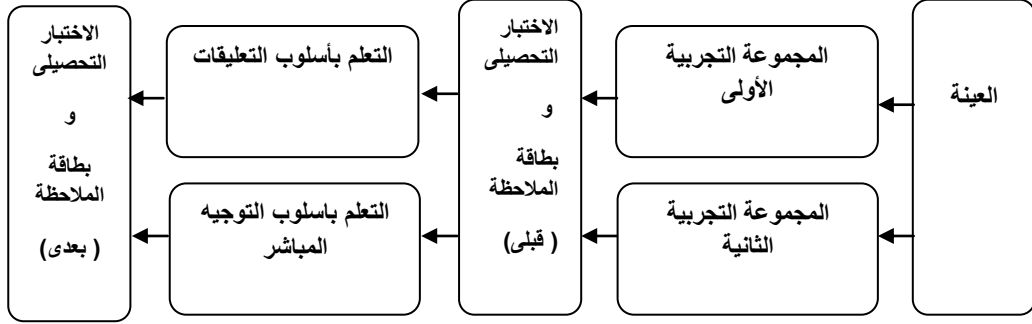 العينة
المجموعة التجريبية
الأولى
المجموعة التجريبية
الثانية
الاختبار
التحصيلى
و
بطاقة
الملاحظة
( قبلى)
التعلم بأسلوب التعليقات
التعلم باسلوب التوجيه
المباشر
الاختبار
التحصيلى
و
بطاقة
الملاحظة
( بعدى)